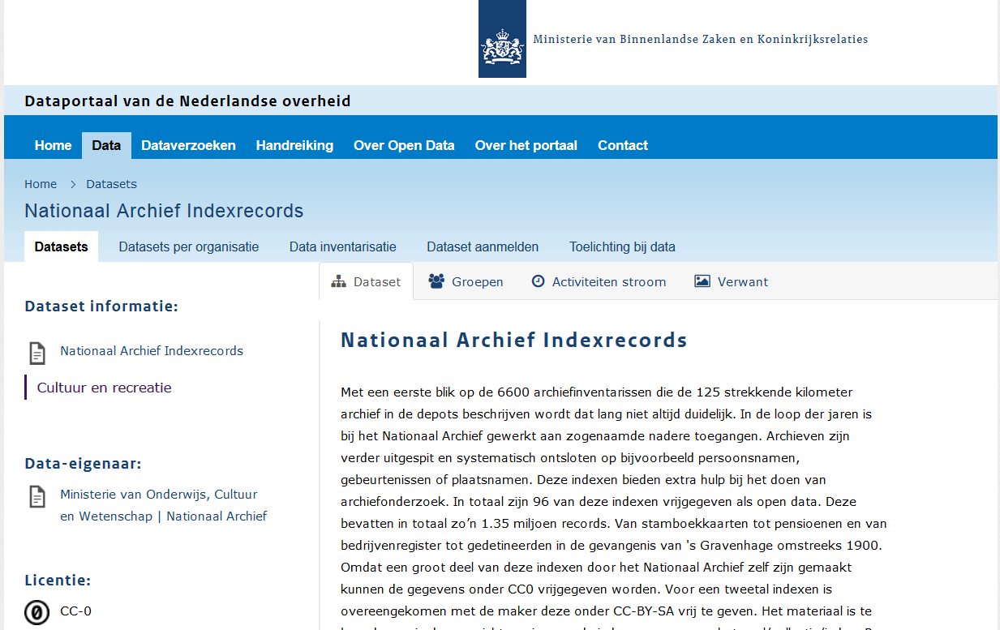 Ministerie van Binnenlandse Zaken en Koninkrijksrelaties
Dataportaal van de Nederlandse overheid
Home Data Dataverzoeken Handreiking Over Open Data Over het portaal Contact
Home > Datasets
Nationaal Archief Indexrecords
Datasets Datasets per organisatie Data inventarisatie Dataset aanmelden Toelichting bij data
Dataset Groepen Activiteiten stroom Verwant
Dataset informatie:
Nationaal Archief Indexrecords
Cultuur en recreatie
Data-eigenaar:
Ministerie van Onderwijs, Cultuur
en Wetenschap | Nationaal Archief
Licentie:
CC-0
Nationaal Archief Indexrecords
Met een eerste blik op de 6600 archiefinventarissen die de 125 strekkende kilometer
archief in de depots beschrijven wordt dat lang niet altijd duidelijk. In de loop der jaren is
bij het Nationaal Archief gewerkt aan zogenaamde nadere toegangen. Archieven zijn
verder uitgespit en systematisch ontsloten op bijvoorbeeld persoonsnamen,
gebeurtenissen of plaatsnamen. Deze indexen bieden extra hulp bij het doen van
archiefonderzoek. In totaal zijn 96 van deze indexen vrijgegeven als open data. Deze
bevatten in totaal zo’n 1.35 miljoen records. Van stamboekkaarten tot pensioenen en van
bedrijvenregister tot gedetineerden in de gevangenis van 's Gravenhage omstreeks 1900.
Omdat een groot deel van deze indexen door het Nationaal Archief zelf zijn gemaakt
kunnen de gegevens onder CC0 vrijgegeven worden. Voor een tweetal indexen is
overeengekomen met de maker deze onder CC-BY-SA vrij te geven. Het materiaal is te